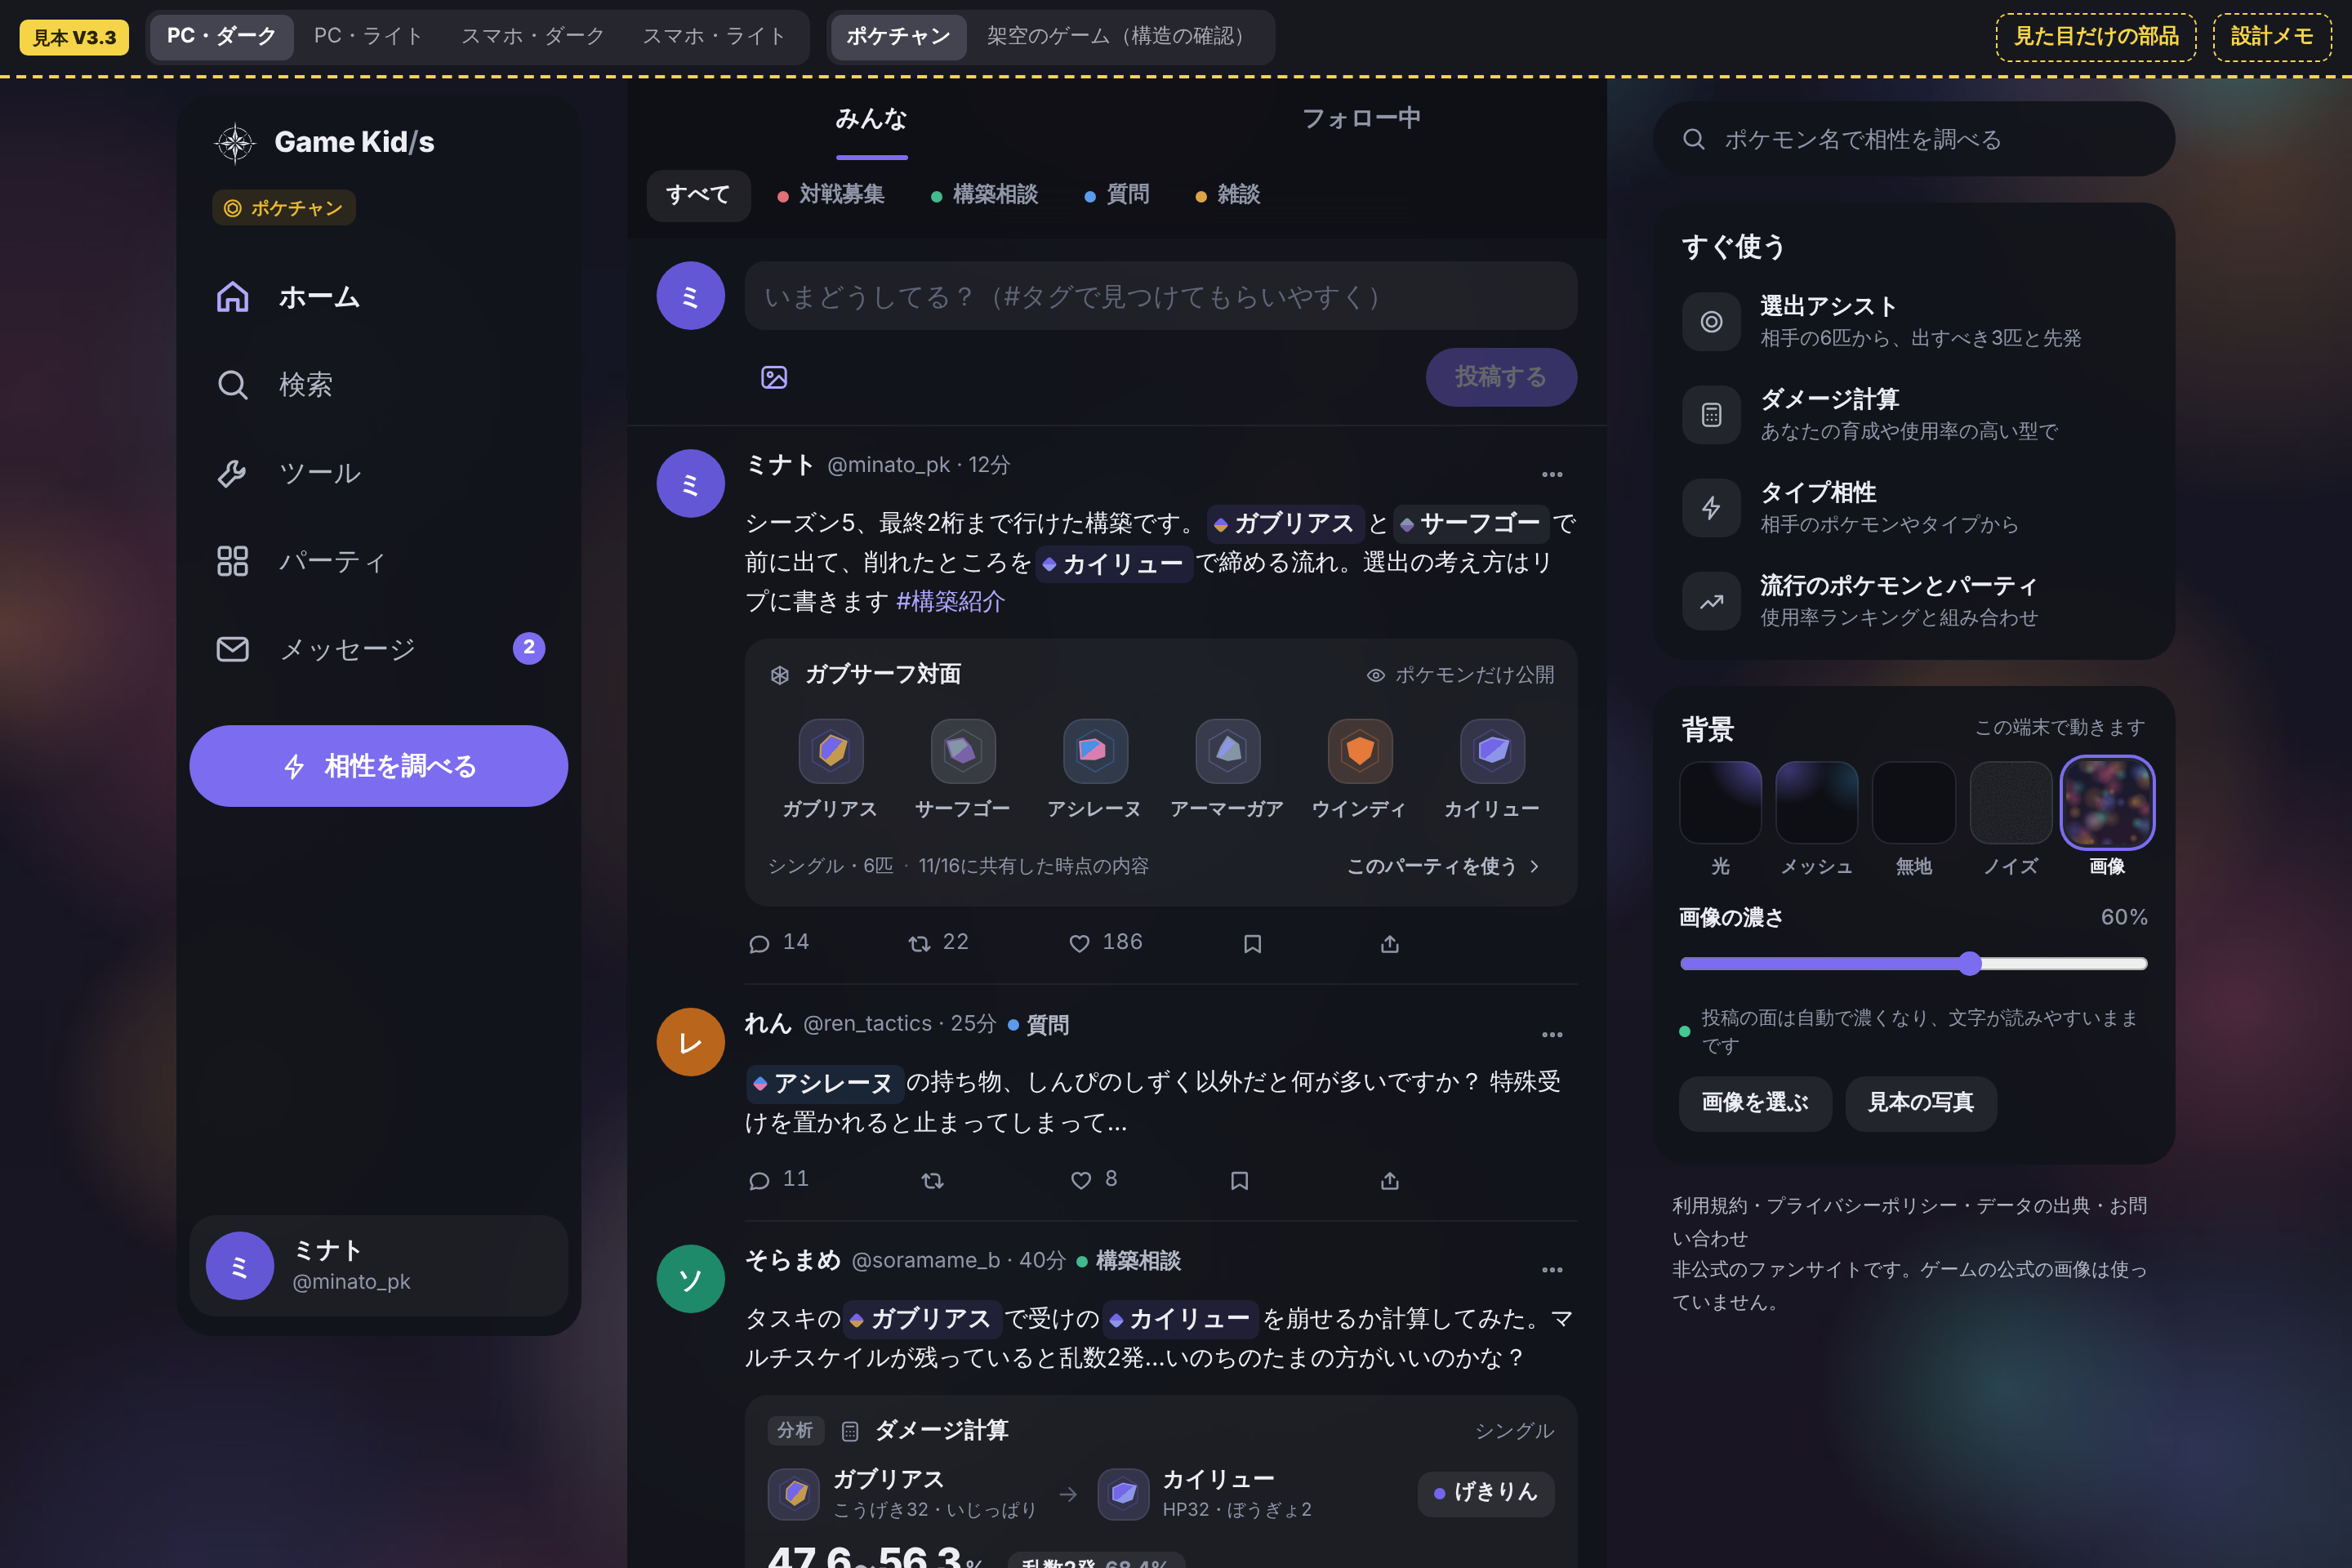 見本 V3.3
PC・ダーク
PC・ライト
スマホ・ダーク
スマホ・ライト
ポケチャン
架空のゲーム（構造の確認）
見た目だけの部品
設計メモ
Game Kid/s
ポケチャン
ホーム
検索
ツール
パーティ
メッセージ
2
相性を調べる
ミ
ミナト
@minato_pk
みんな
フォロー中
すべて
対戦募集
構築相談
質問
雑談
ミ
いまどうしてる？（#タグで見つけてもらいやすく）
投稿する
ミ
ミナト @minato_pk · 12分
シーズン5、最終2桁まで行けた構築です。ガブリアスとサーフゴーで
前に出て、削れたところをカイリューで締める流れ。選出の考え方はリ
プに書きます #構築紹介
ガブサーフ対面
ポケモンだけ公開
ガブリアス
サーフゴー
アシレーヌ
アーマーガア
ウインディ
カイリュー
シングル・6匹 · 11/16に共有した時点の内容
このパーティを使う
14
22
186
レ
れん @ren_tactics · 25分 質問
アシレーヌの持ち物、しんぴのしずく以外だと何が多いですか？ 特殊受
けを置かれると止まってしまって…
11
8
ソ
そらまめ @soramame_b · 40分 構築相談
タスキのガブリアスで受けのカイリューを崩せるか計算してみた。マ
ルチスケイルが残っていると乱数2発…いのちのたまの方がいいのかな？
分析
ダメージ計算
シングル
ガブリアス
こうげき32・いじっぱり
カイリュー
HP32・ぼうぎょ2
げきりん
47.6～56.3%
乱数2発 68.4%
ポケモン名で相性を調べる
すぐ使う
選出アシスト
相手の6匹から、出すべき3匹と先発
ダメージ計算
あなたの育成や使用率の高い型で
タイプ相性
相手のポケモンやタイプから
流行のポケモンとパーティ
使用率ランキングと組み合わせ
背景
この端末で動きます
光
メッシュ
無地
ノイズ
画像
画像の濃さ
60%
投稿の面は自動で濃くなり、文字が読みやすいまま
です
画像を選ぶ
見本の写真
利用規約・プライバシーポリシー・データの出典・お問
い合わせ
非公式のファンサイトです。ゲームの公式の画像は使っ
ていません。